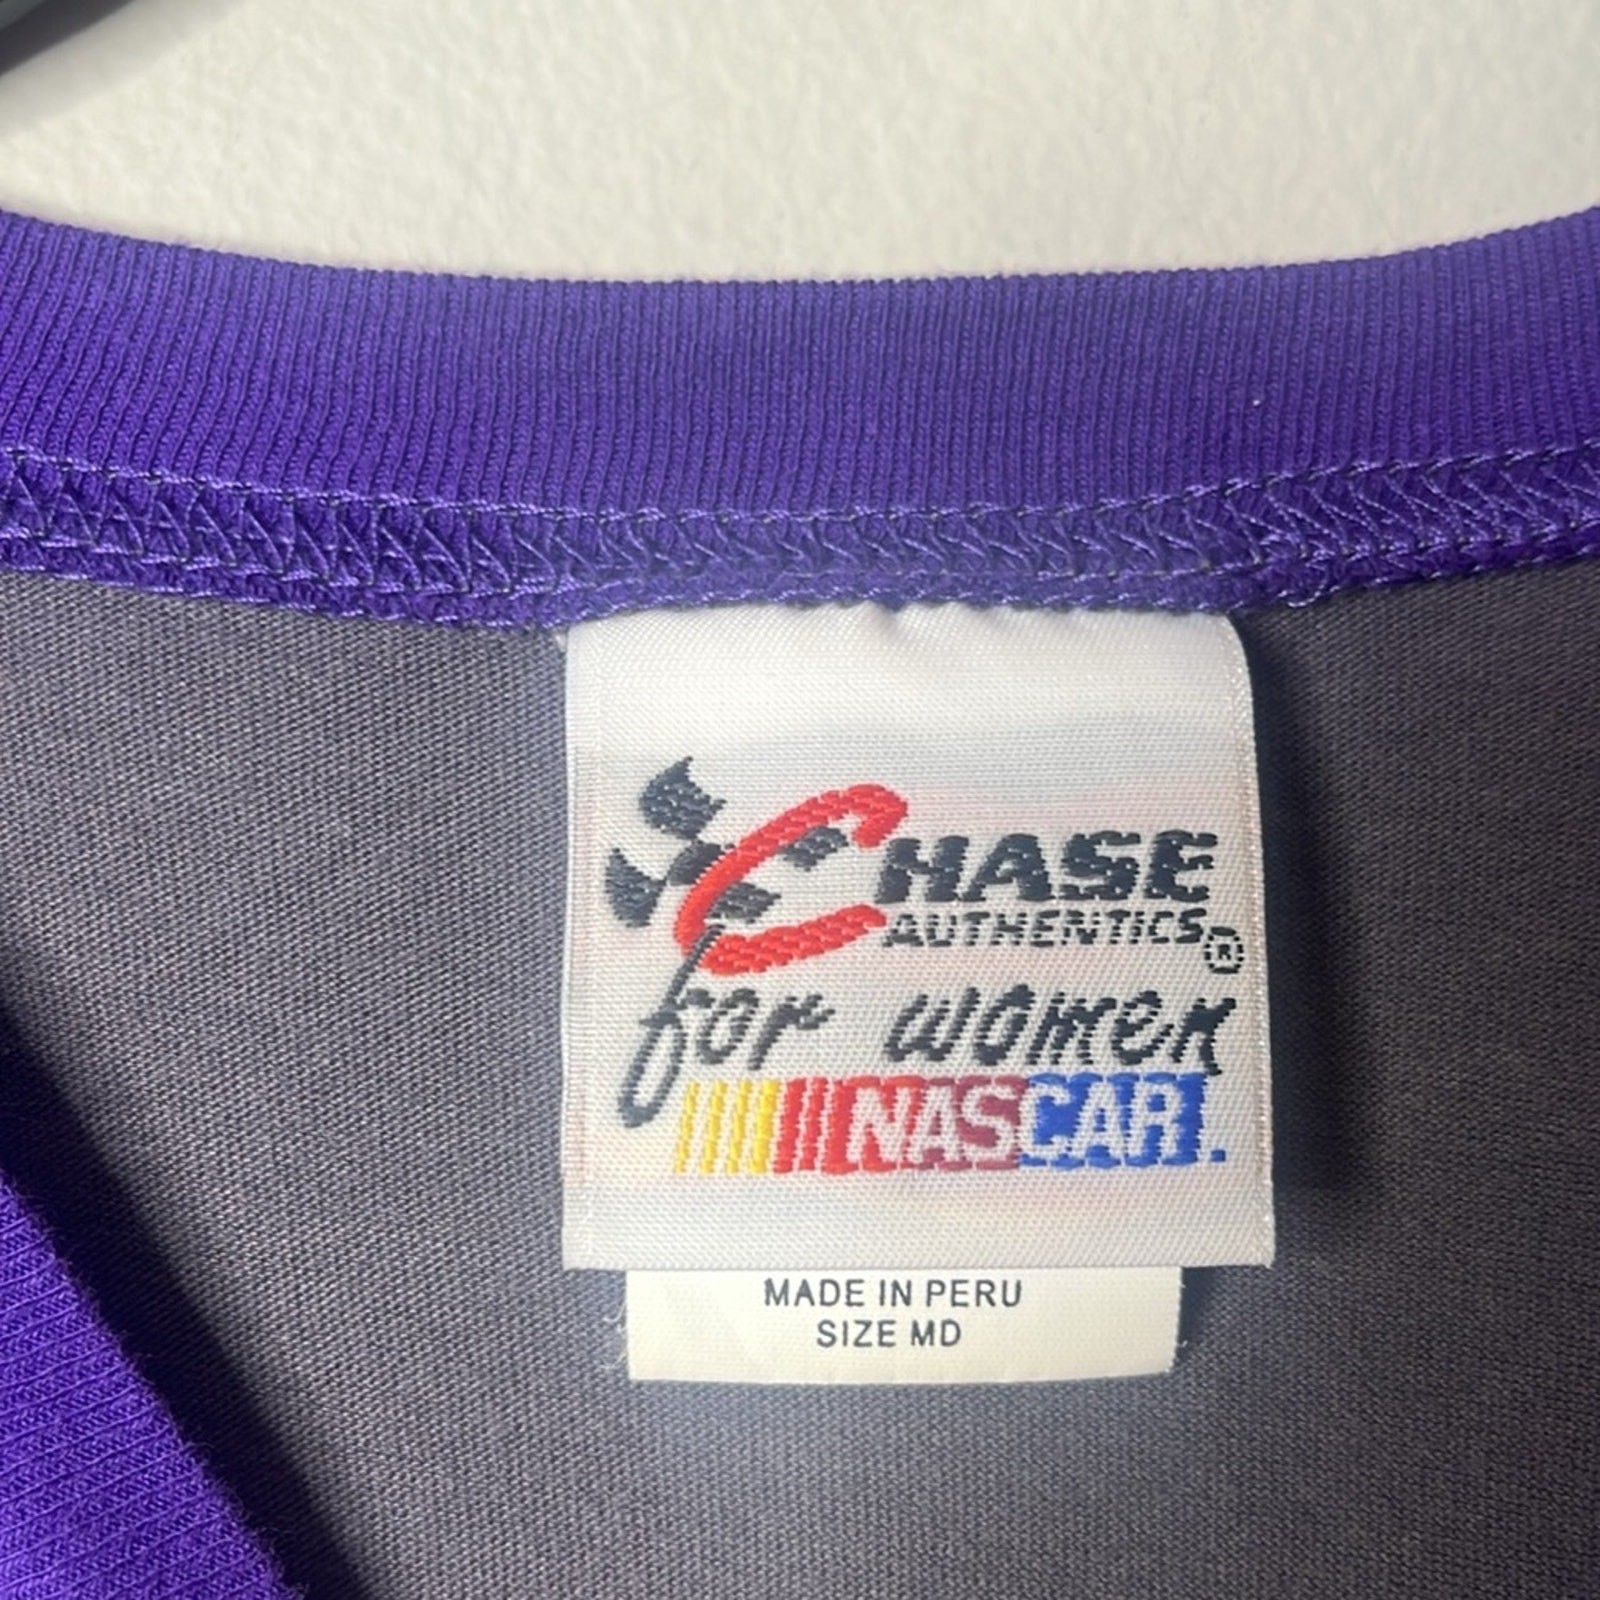 CHASE
AUTHENTICS®
for women
NASCAR.
MADE IN PERU
SIZE MD